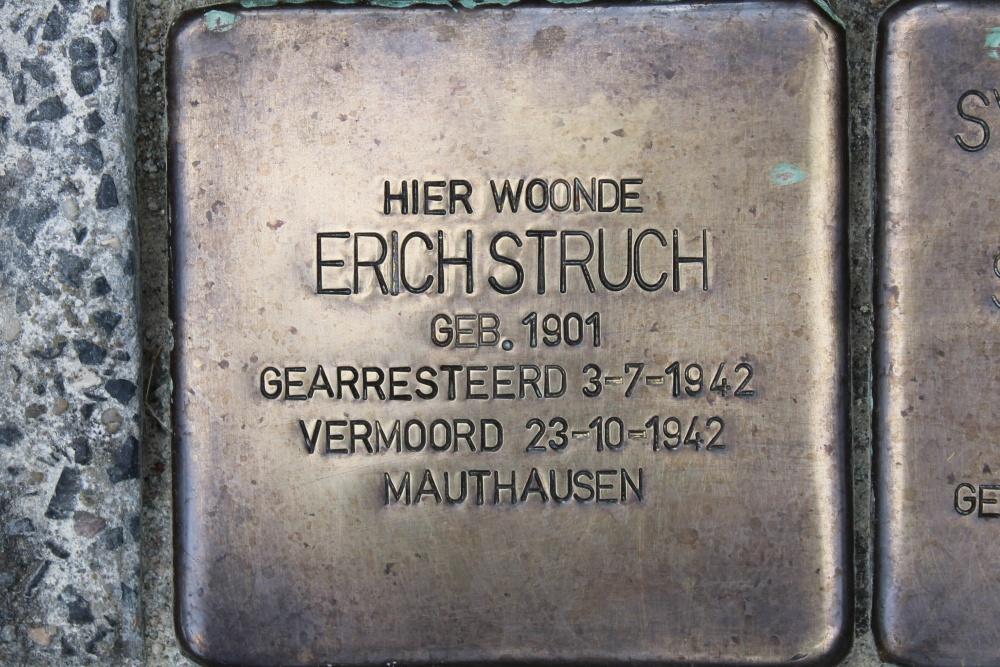 HIER WOONDE
ERICH STRUCH
GEB. 1901
GEARRESTEERD 3-7-1942
VERMOORD 23-10-1942
MAUTHAUSEN